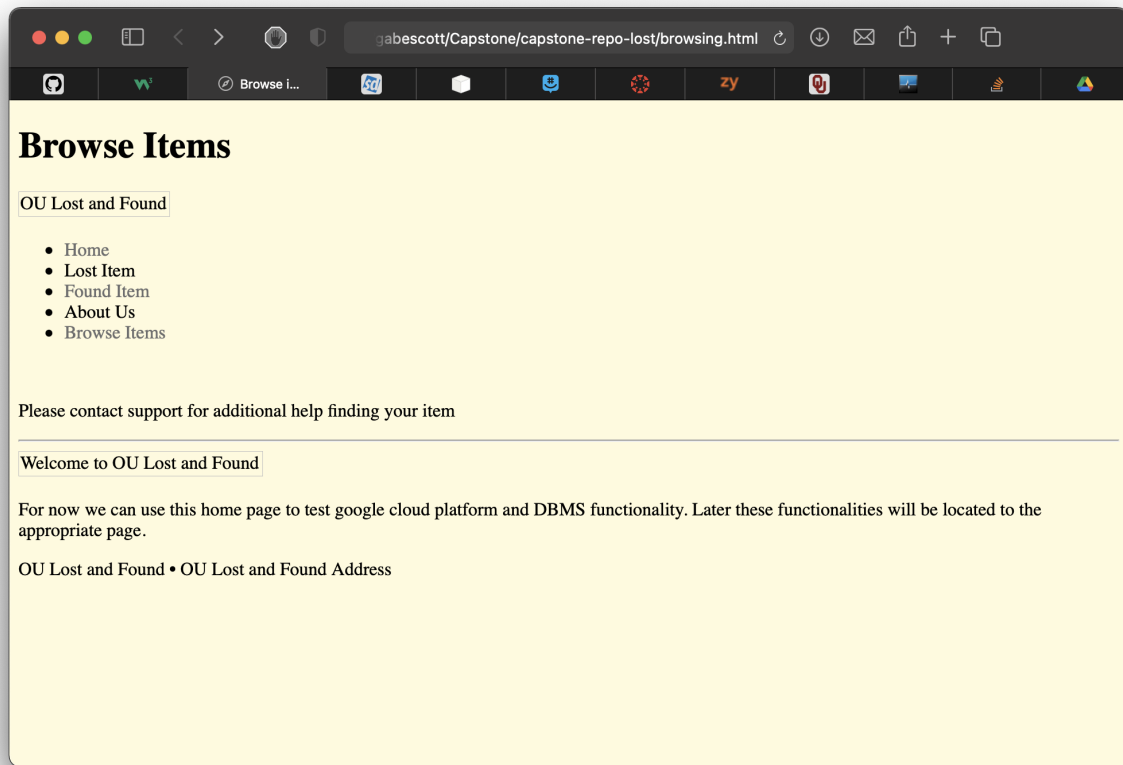 gabescott/Capstone/capstone-repo-lost/browsing.html
W3
Browse i...
sd
zy
Browse Items
OU Lost and Found
• Home
• Lost Item
• Found Item
• About Us
• Browse Items
Please contact support for additional help finding your item
Welcome to OU Lost and Found
For now we can use this home page to test google cloud platform and DBMS functionality. Later these functionalities will be located to the
appropriate page.
OU Lost and Found • OU Lost and Found Address